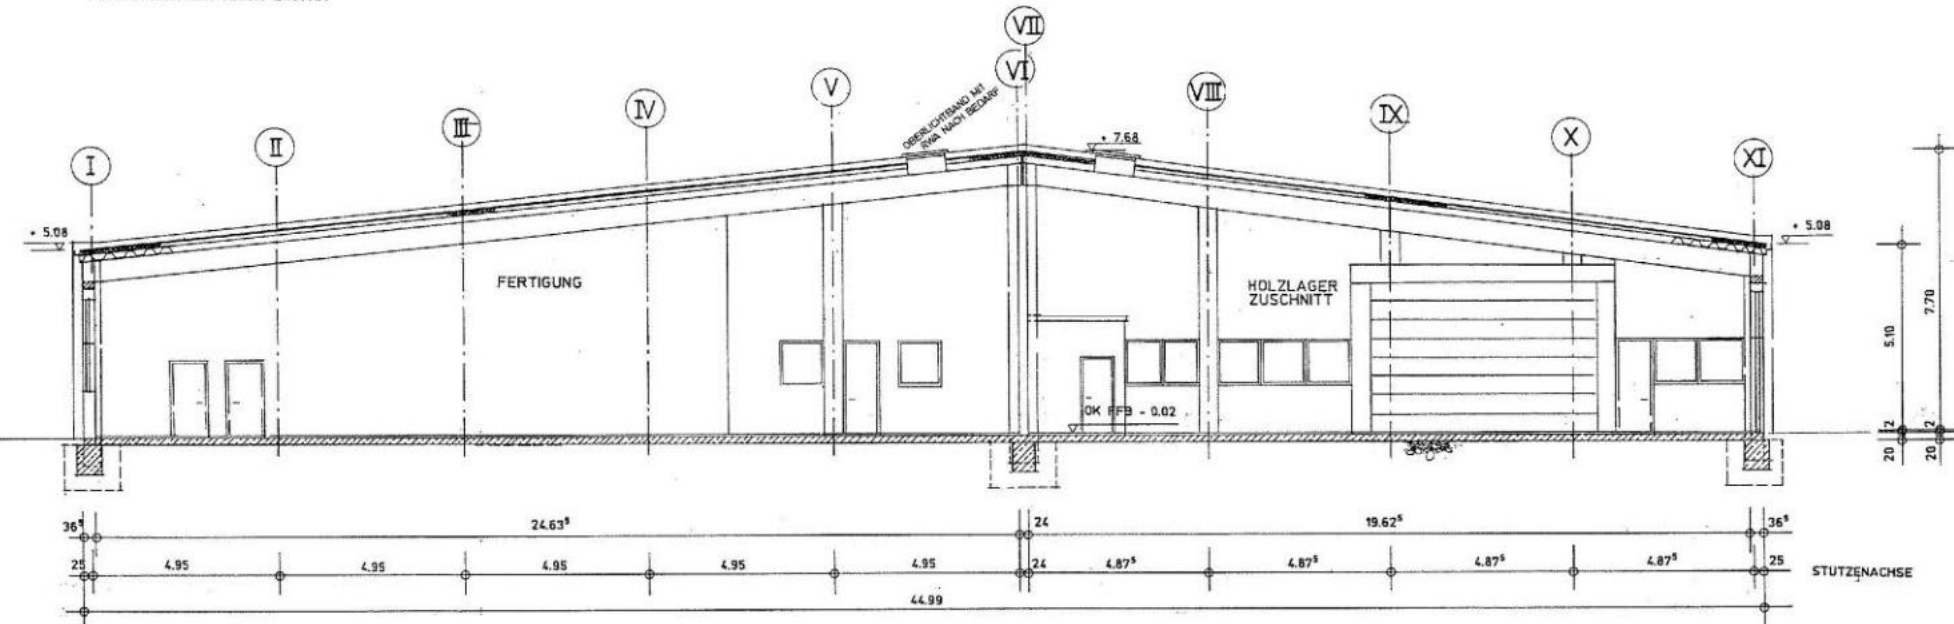 VII
VI
V
VIII
IV
IX
III
X
II
XI
I
OBERLICHTBAND MIT
RWA NACH BEDARF
+ 7.68
+ 5.08
+ 5.08
FERTIGUNG
HOLZLAGER
ZUSCHNITT
OK FFB - 0.02
5.10
7.70
2
2
20
20
36⁵
24.63⁵
24
19.62⁵
36⁵
25
4.95
4.95
4.95
4.95
4.95
24
4.87⁵
4.87⁵
4.87⁵
4.87⁵
25
STÜTZENACHSE
44.99